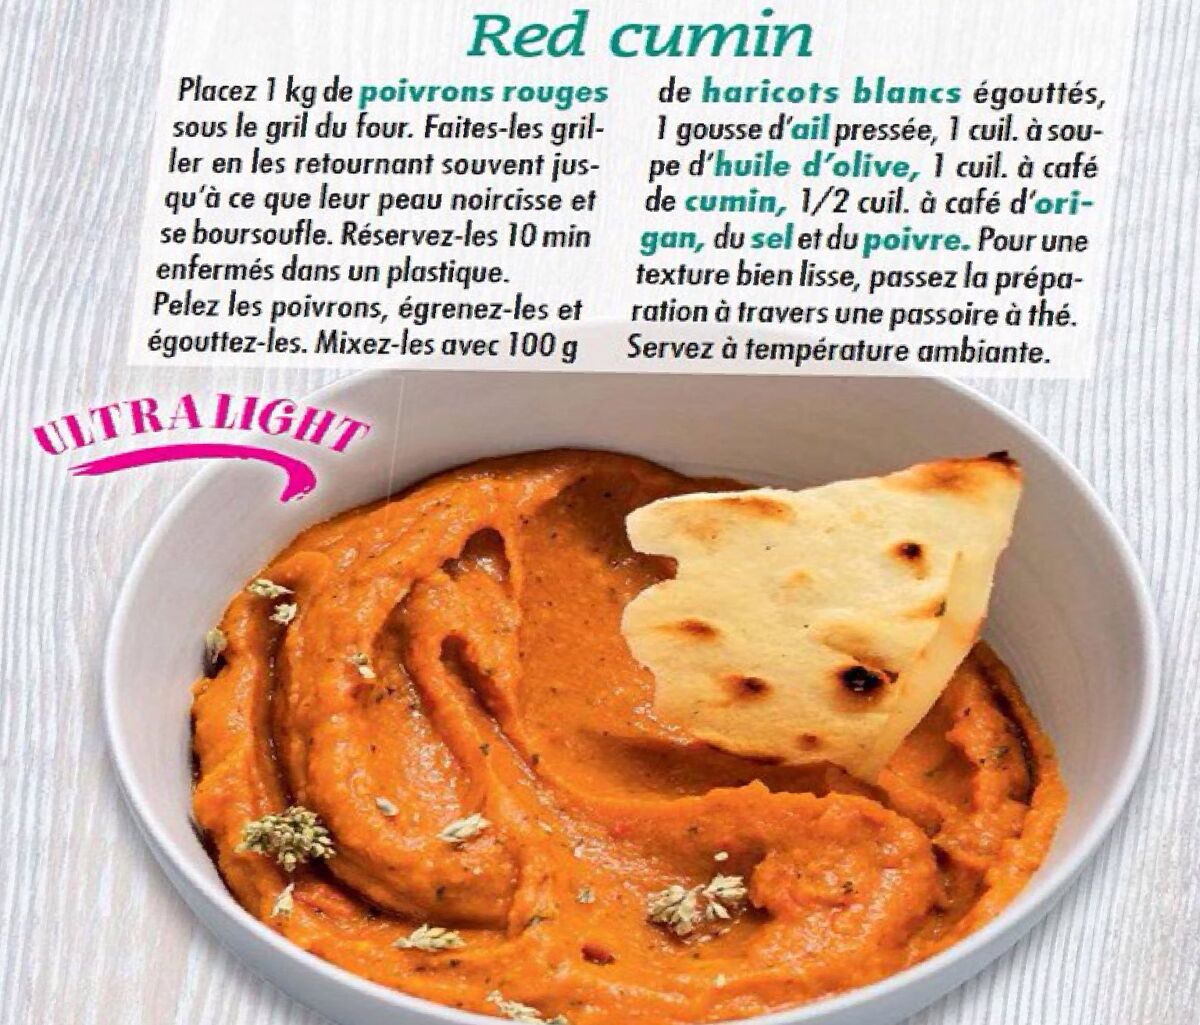 Red cumin
Placez 1 kg de poivrons rouges
sous le gril du four. Faites-les gril-
ler en les retournant souvent jus-
qu'à ce que leur peau noircisse et
se boursoufle. Réservez-les 10 min
enfermés dans un plastique.
Pelez les poivrons, égrenez-les et
égouttez-les. Mixez-les avec 100 g
de haricots blancs égouttés,
1 gousse d'ail pressée, 1 cuil. à sou-
pe d'huile d'olive, 1 cuil. à café
de cumin, 1/2 cuil. à café d'ori-
gan, du sel et du poivre. Pour une
texture bien lisse, passez la prépa-
ration à travers une passoire à thé.
Servez à température ambiante.
ULTRA LIGHT